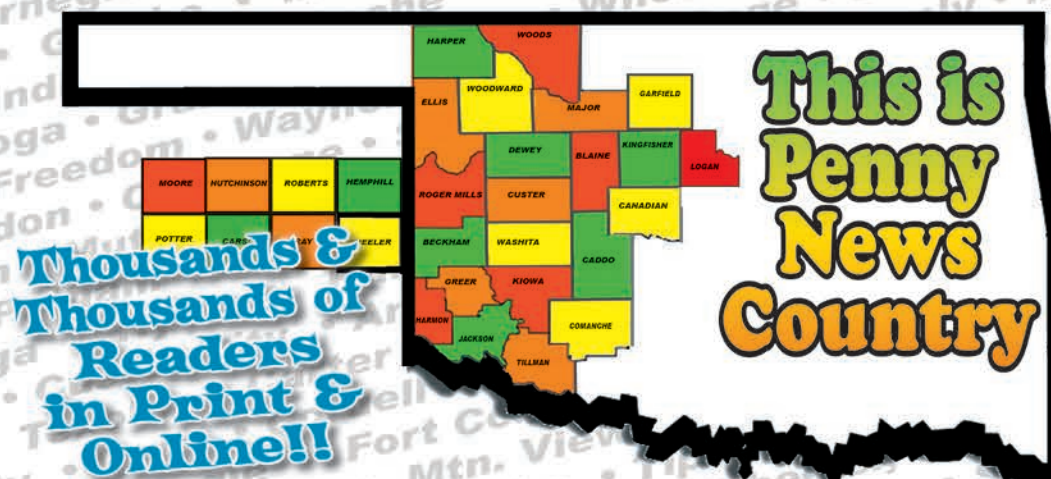 HARPER
WOODS
ELLIS
WOODWARD
MAJOR
GARFIELD
DEWEY
BLAINE
KINGFISHER
LOGAN
ROGER MILLS
CUSTER
CANADIAN
BECKHAM
WASHITA
CADDO
GREER
KIOWA
HARMON
JACKSON
COMANCHE
TILLMAN
MOORE
HUTCHINSON
ROBERTS
HEMPHILL
POTTER
This is
Penny
News
Country
Thousands &
Thousands of
Readers
in Print &
Online!!
Freedom • Wayn
Fort C
Mtn. View